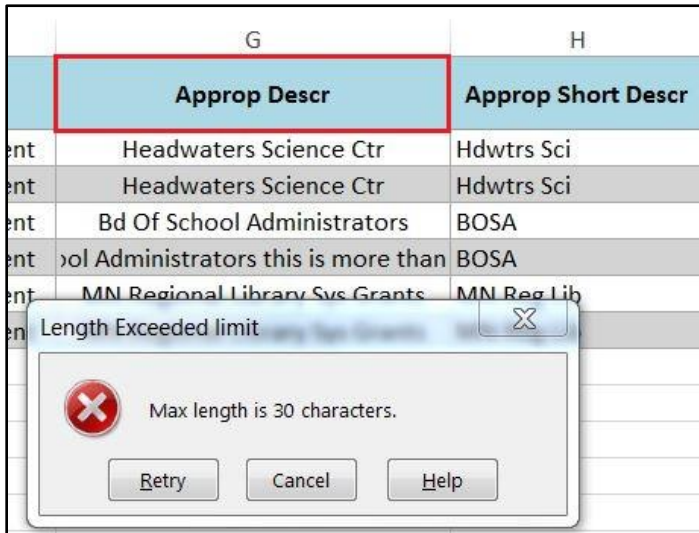 G H
Approp Descr Approp Short Descr
ent Headwaters Science Ctr Hdwtrs Sci
ent Headwaters Science Ctr Hdwtrs Sci
ent Bd Of School Administrators BOSA
ent ool Administrators this is more than BOSA
ent MN Regional Library Sys Grants MN Reg Lib
en
Length Exceeded limit
Max length is 30 characters.
Retry Cancel Help